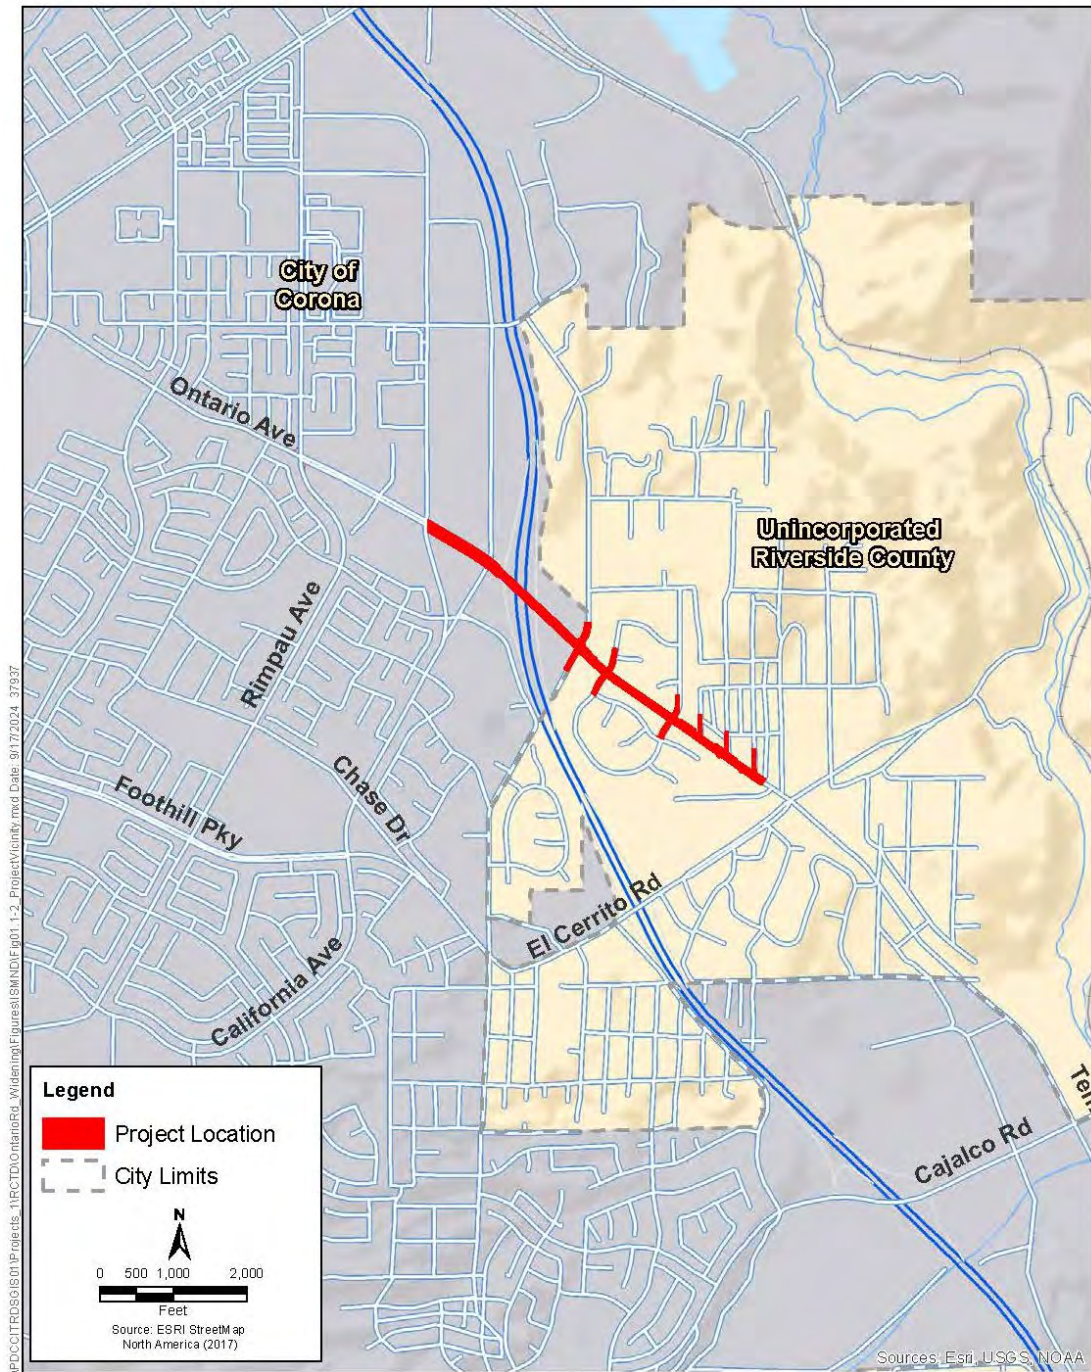 City of
Corona
Ontario Ave
Unincorporated
Riverside County
Rimpau Ave
Chase Dr
Foothill Pky
El Cerrito Rd
California Ave
Cajalco Rd
Legend
Project Location
City Limits
N
0 500 1,000 2,000
Feet
Source: ESRI StreetMap
North America (2017)
Sources: Esri, USGS, NOAA